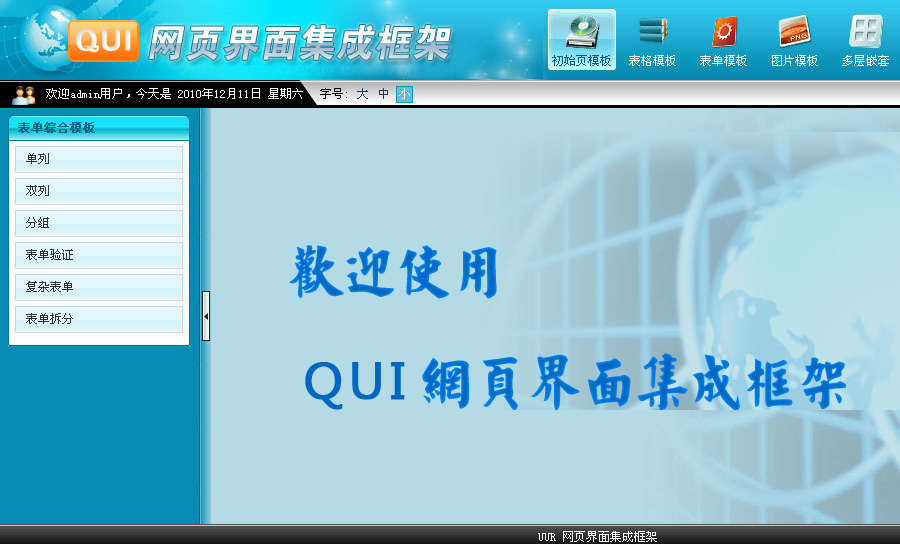 QUI 网页界面集成框架
初始页模板 表格模板 表单模板 图片模板 多层嵌套
PNG
欢迎admin用户，今天是 2010年12月11日 星期六 字号: 大 中 小
表单综合模板
单列
双列
分组
表单验证
复杂表单
表单拆分
歡迎使用
QUI 網頁界面集成框架
UUR 网页界面集成框架